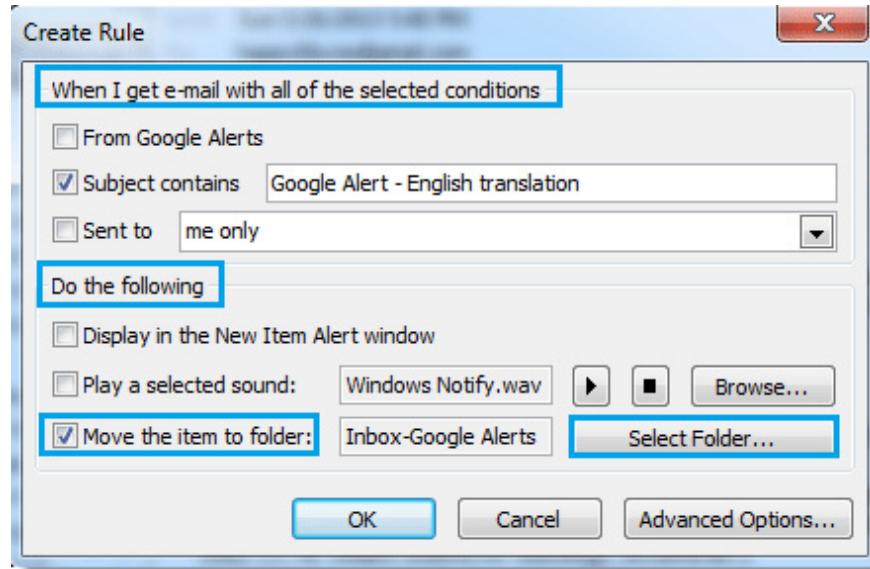 Create Rule
When I get e-mail with all of the selected conditions
From Google Alerts
Subject contains Google Alert - English translation
Sent to me only
Do the following
Display in the New Item Alert window
Play a selected sound: Windows Notify.wav Browse...
Move the item to folder: Inbox-Google Alerts Select Folder...
OK Cancel Advanced Options...